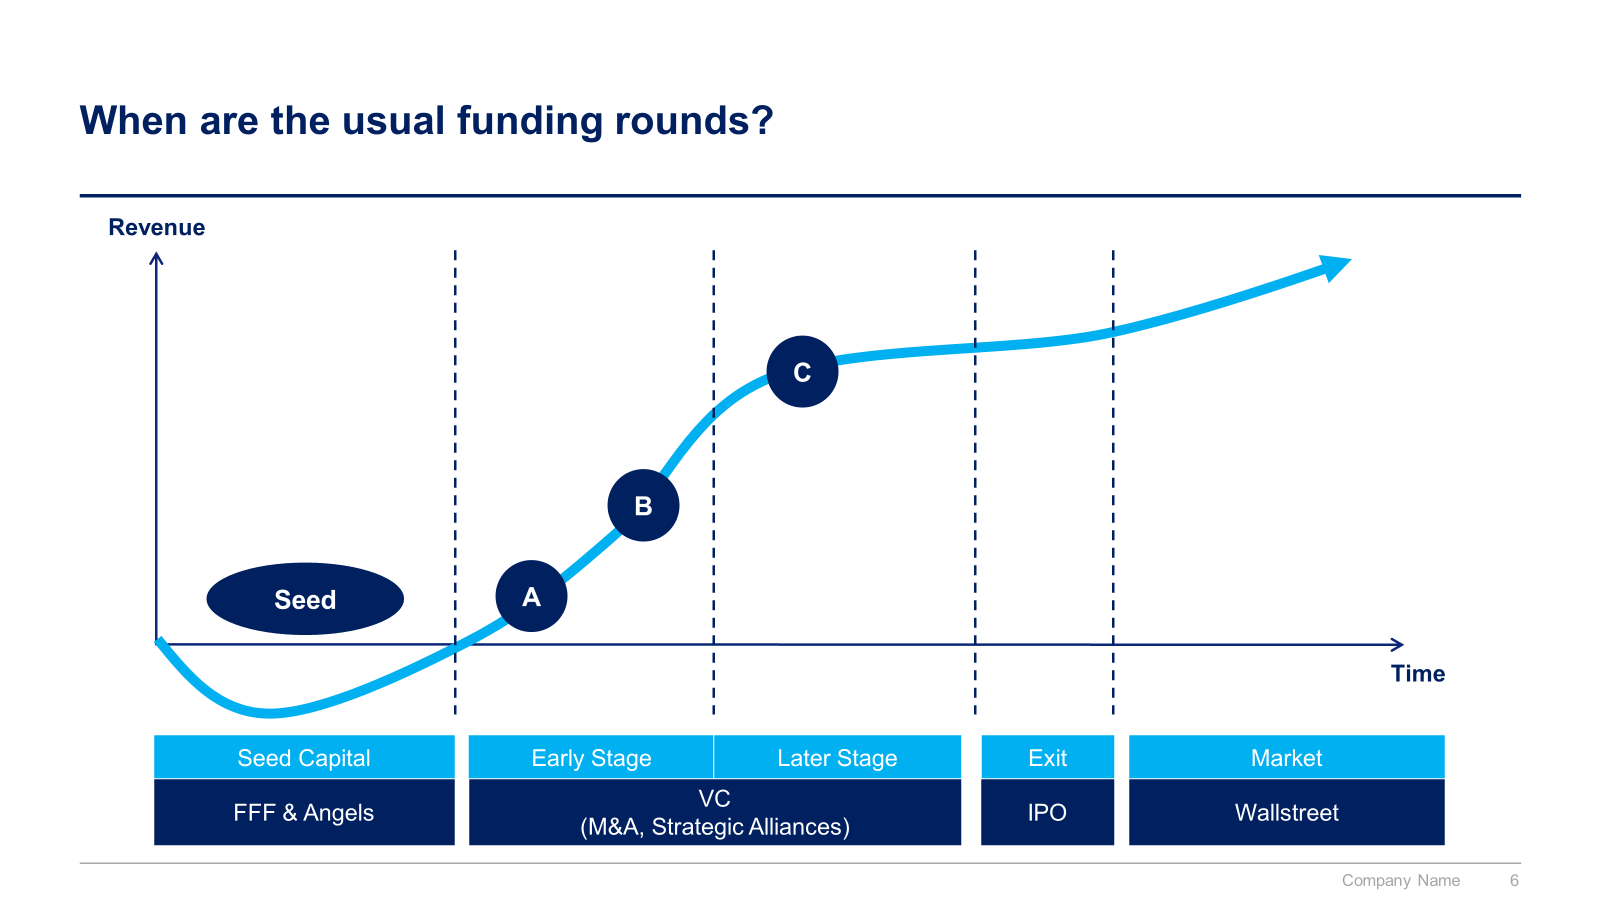 When are the usual funding rounds?
Revenue
C
B
A
Seed
Time
Seed Capital
Early Stage
Later Stage
Exit
Market
FFF & Angels
VC
(M&A, Strategic Alliances)
IPO
Wallstreet
Company Name
6